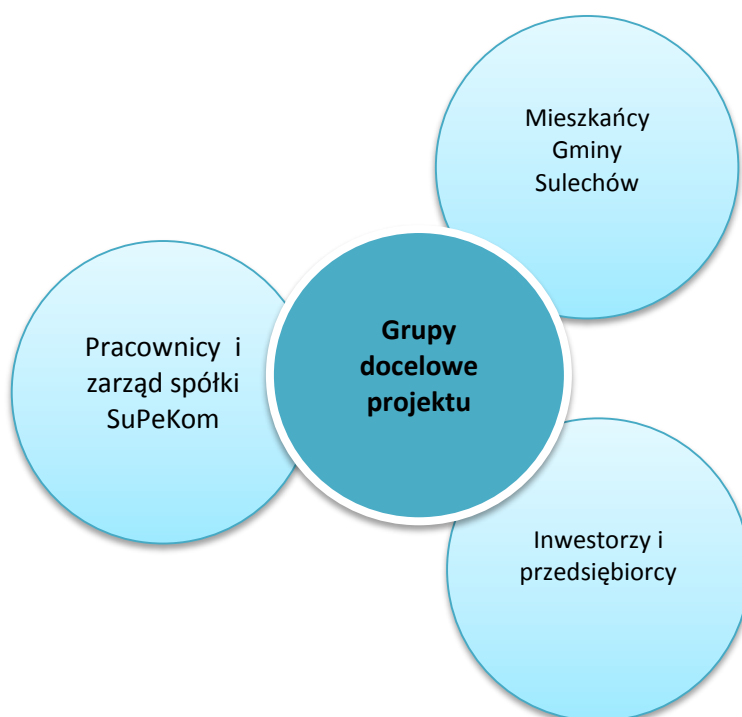 Mieszkańcy
Gminy
Sulechów
Grupy
docelowe
projektu
Pracownicy i
zarząd spółki
SuPeKom
Inwestorzy i
przedsiębiorcy